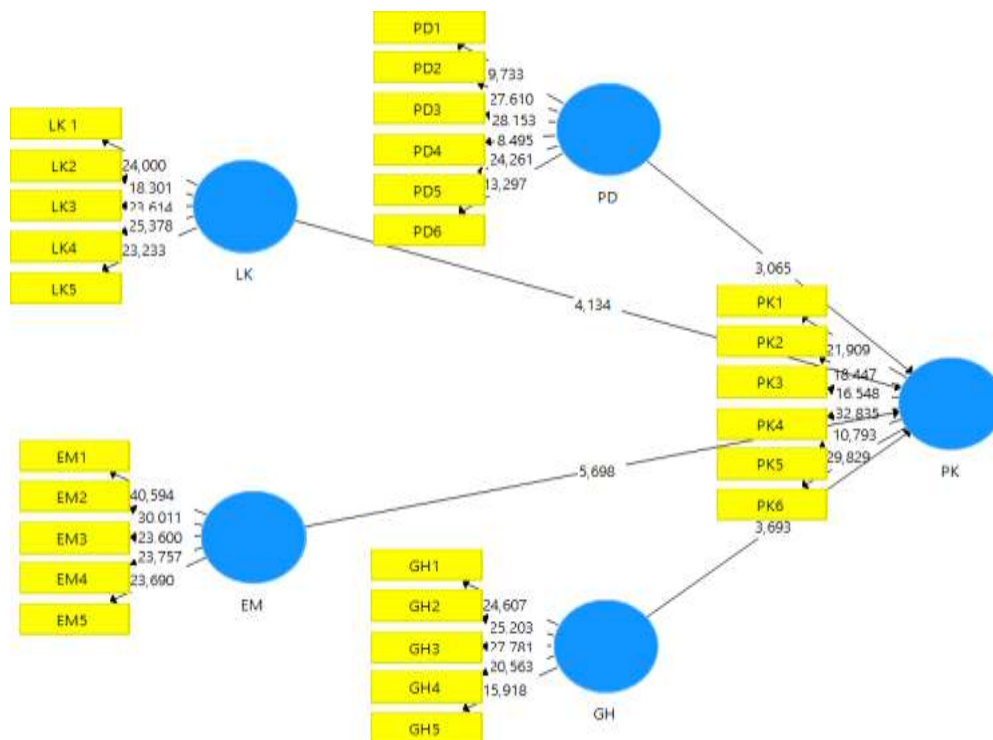 PD1
PD2
PD3
PD4
PD5
PD6
9,733
27.610
28.153
8.495
24,261
13,297
PD
LK 1
LK2
LK3
LK4
LK5
24,000
18.301
23.614
25,378
23,233
LK
3,065
4,134
PK1
PK2
PK3
PK4
PK5
PK6
21,909
18.447
16.548
32.835
10,793
29,829
PK
EM1
EM2
EM3
EM4
EM5
40,594
30.011
23.600
23,757
23,690
EM
5,698
3,693
GH1
GH2
GH3
GH4
GH5
24,607
25,203
27.781
20,563
15,918
GH